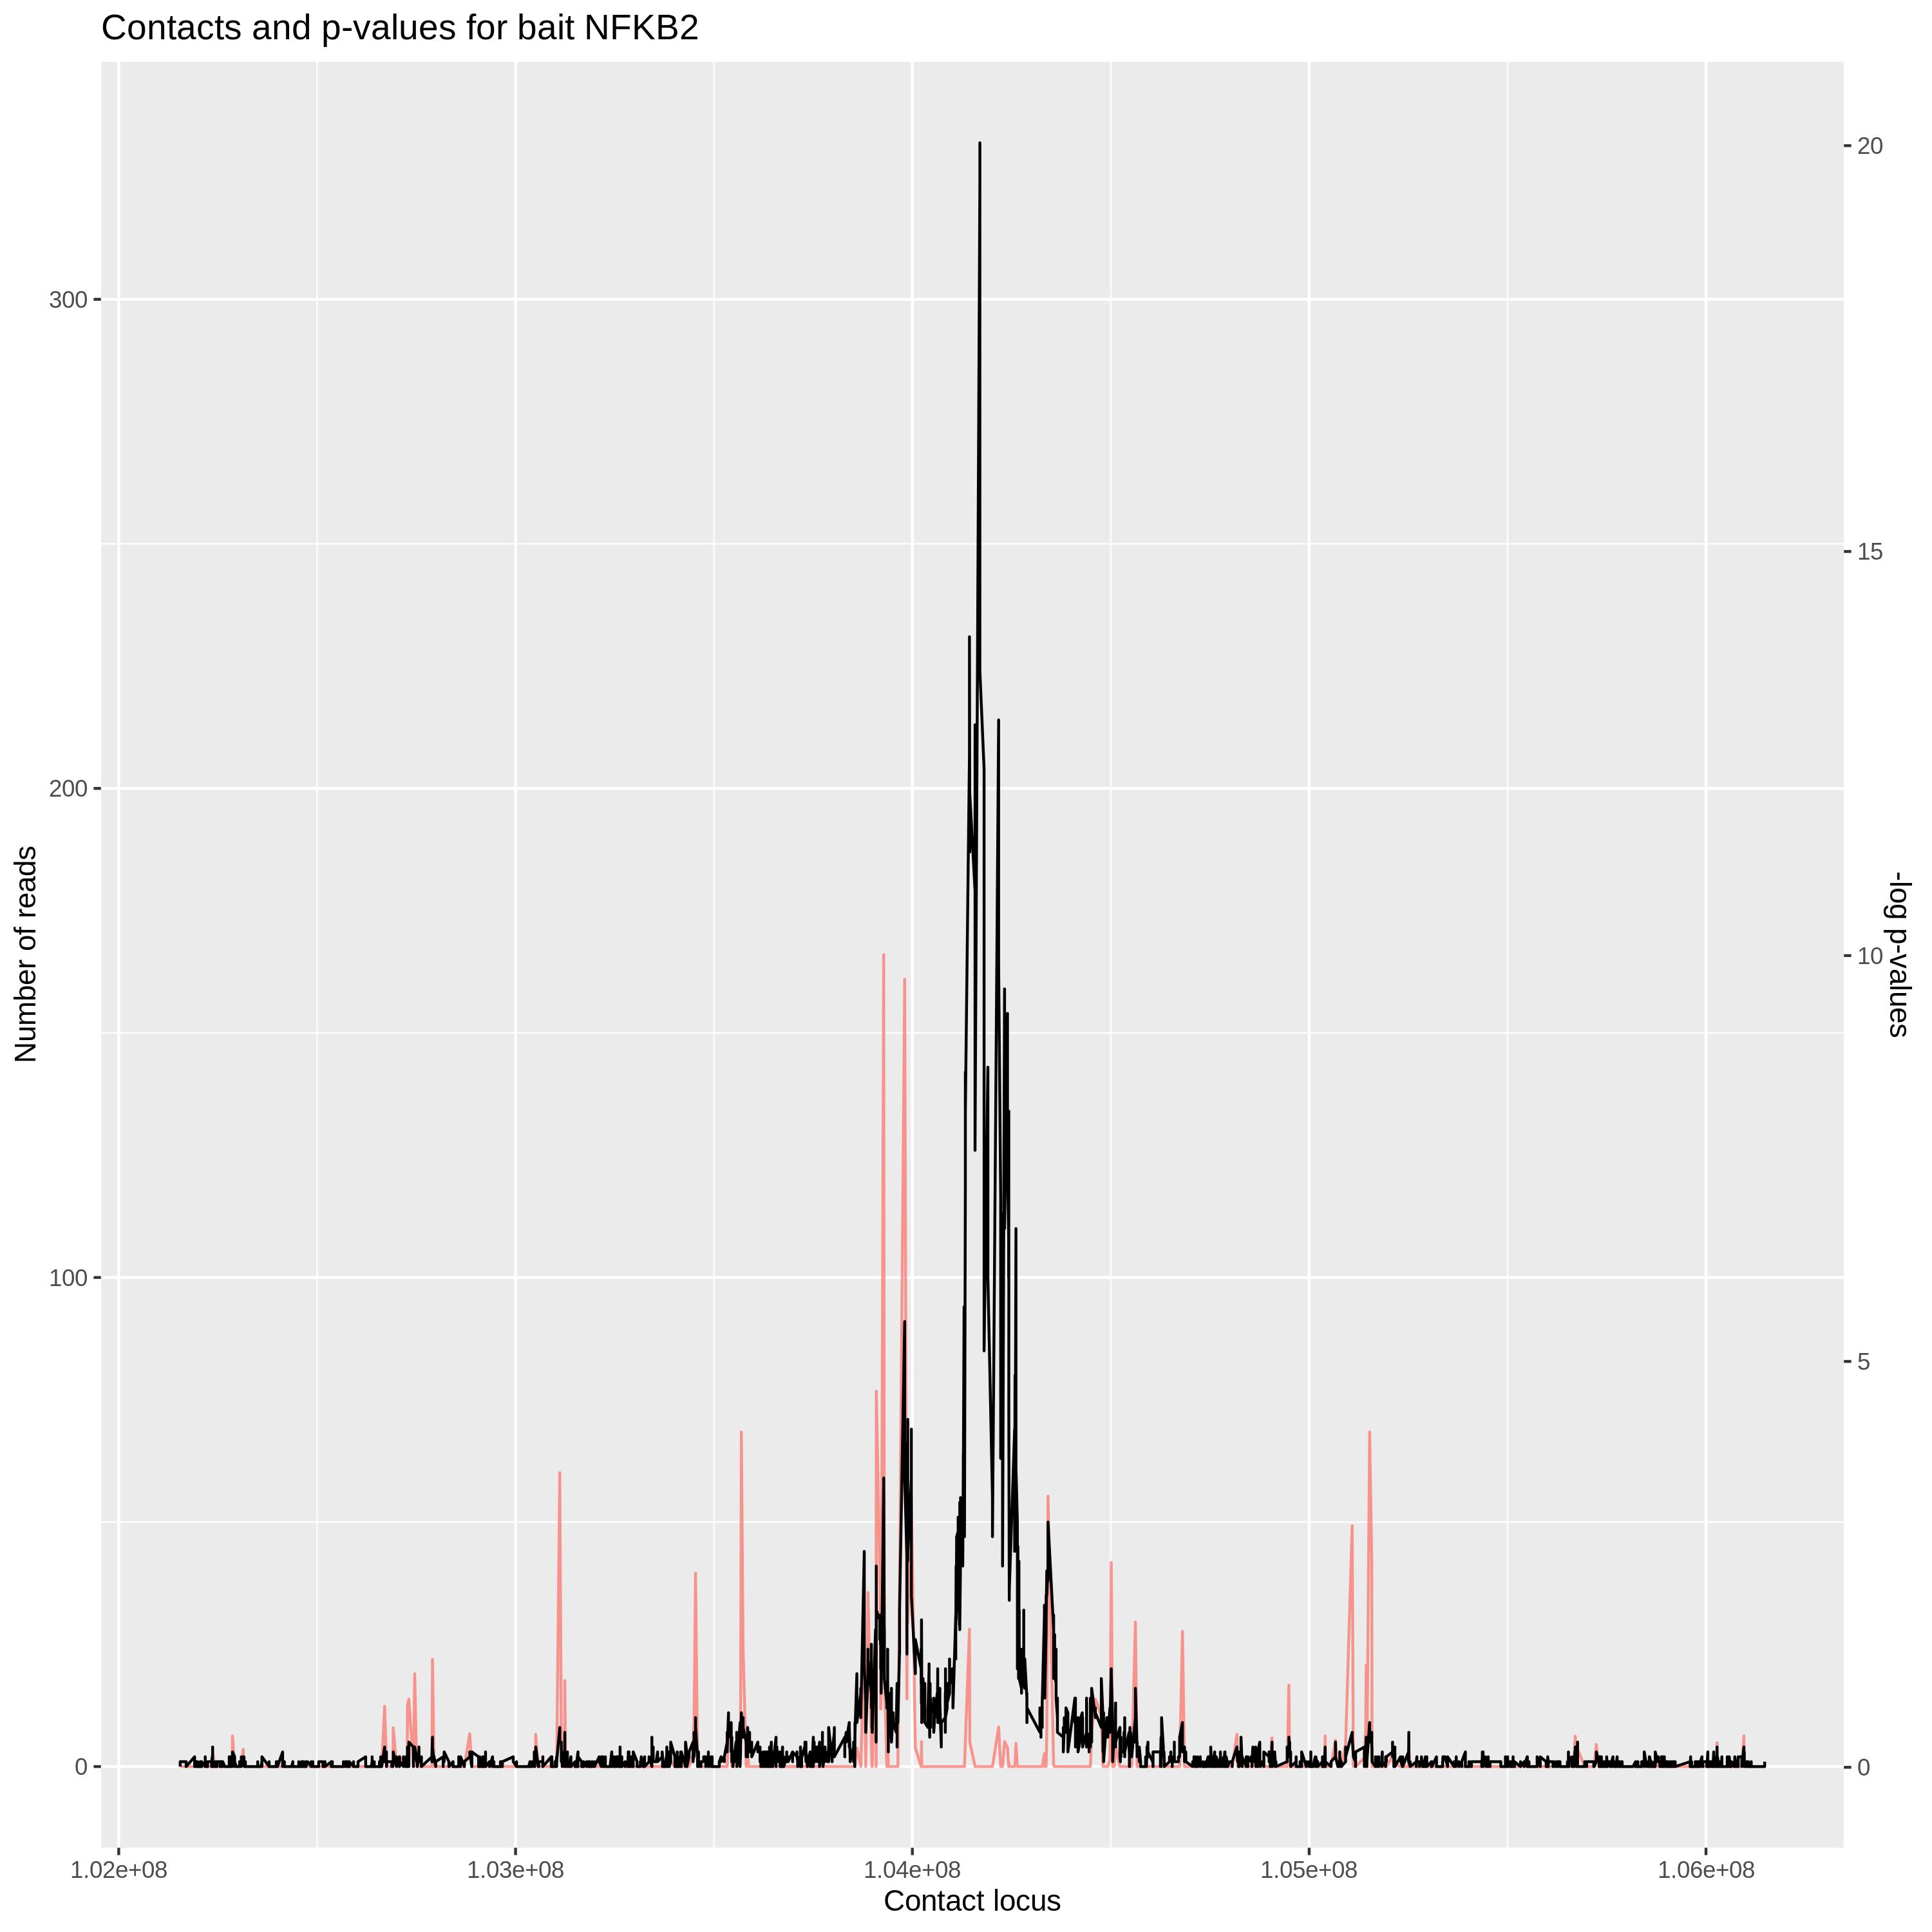 Contacts and p-values for bait NFKB2
Number of reads
300
200
100
0
20
15
10
5
0
-log p-values
1.02e+08
1.03e+08
1.04e+08
1.05e+08
1.06e+08
Contact locus